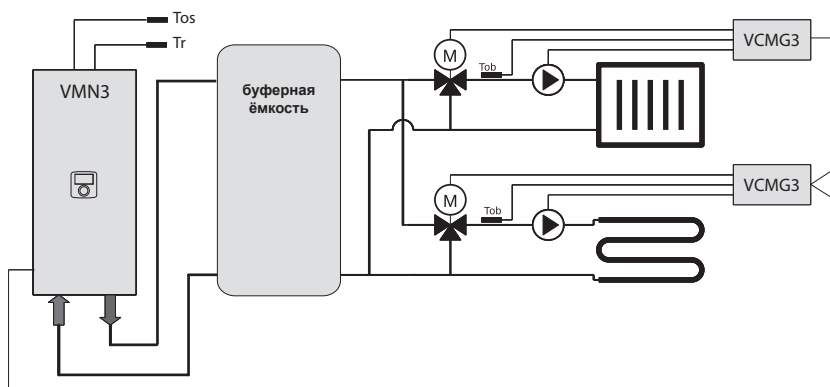 Tos
Tr
VMN3
буферная
ёмкость
M
Tob
VCMG3
M
Tob
VCMG3